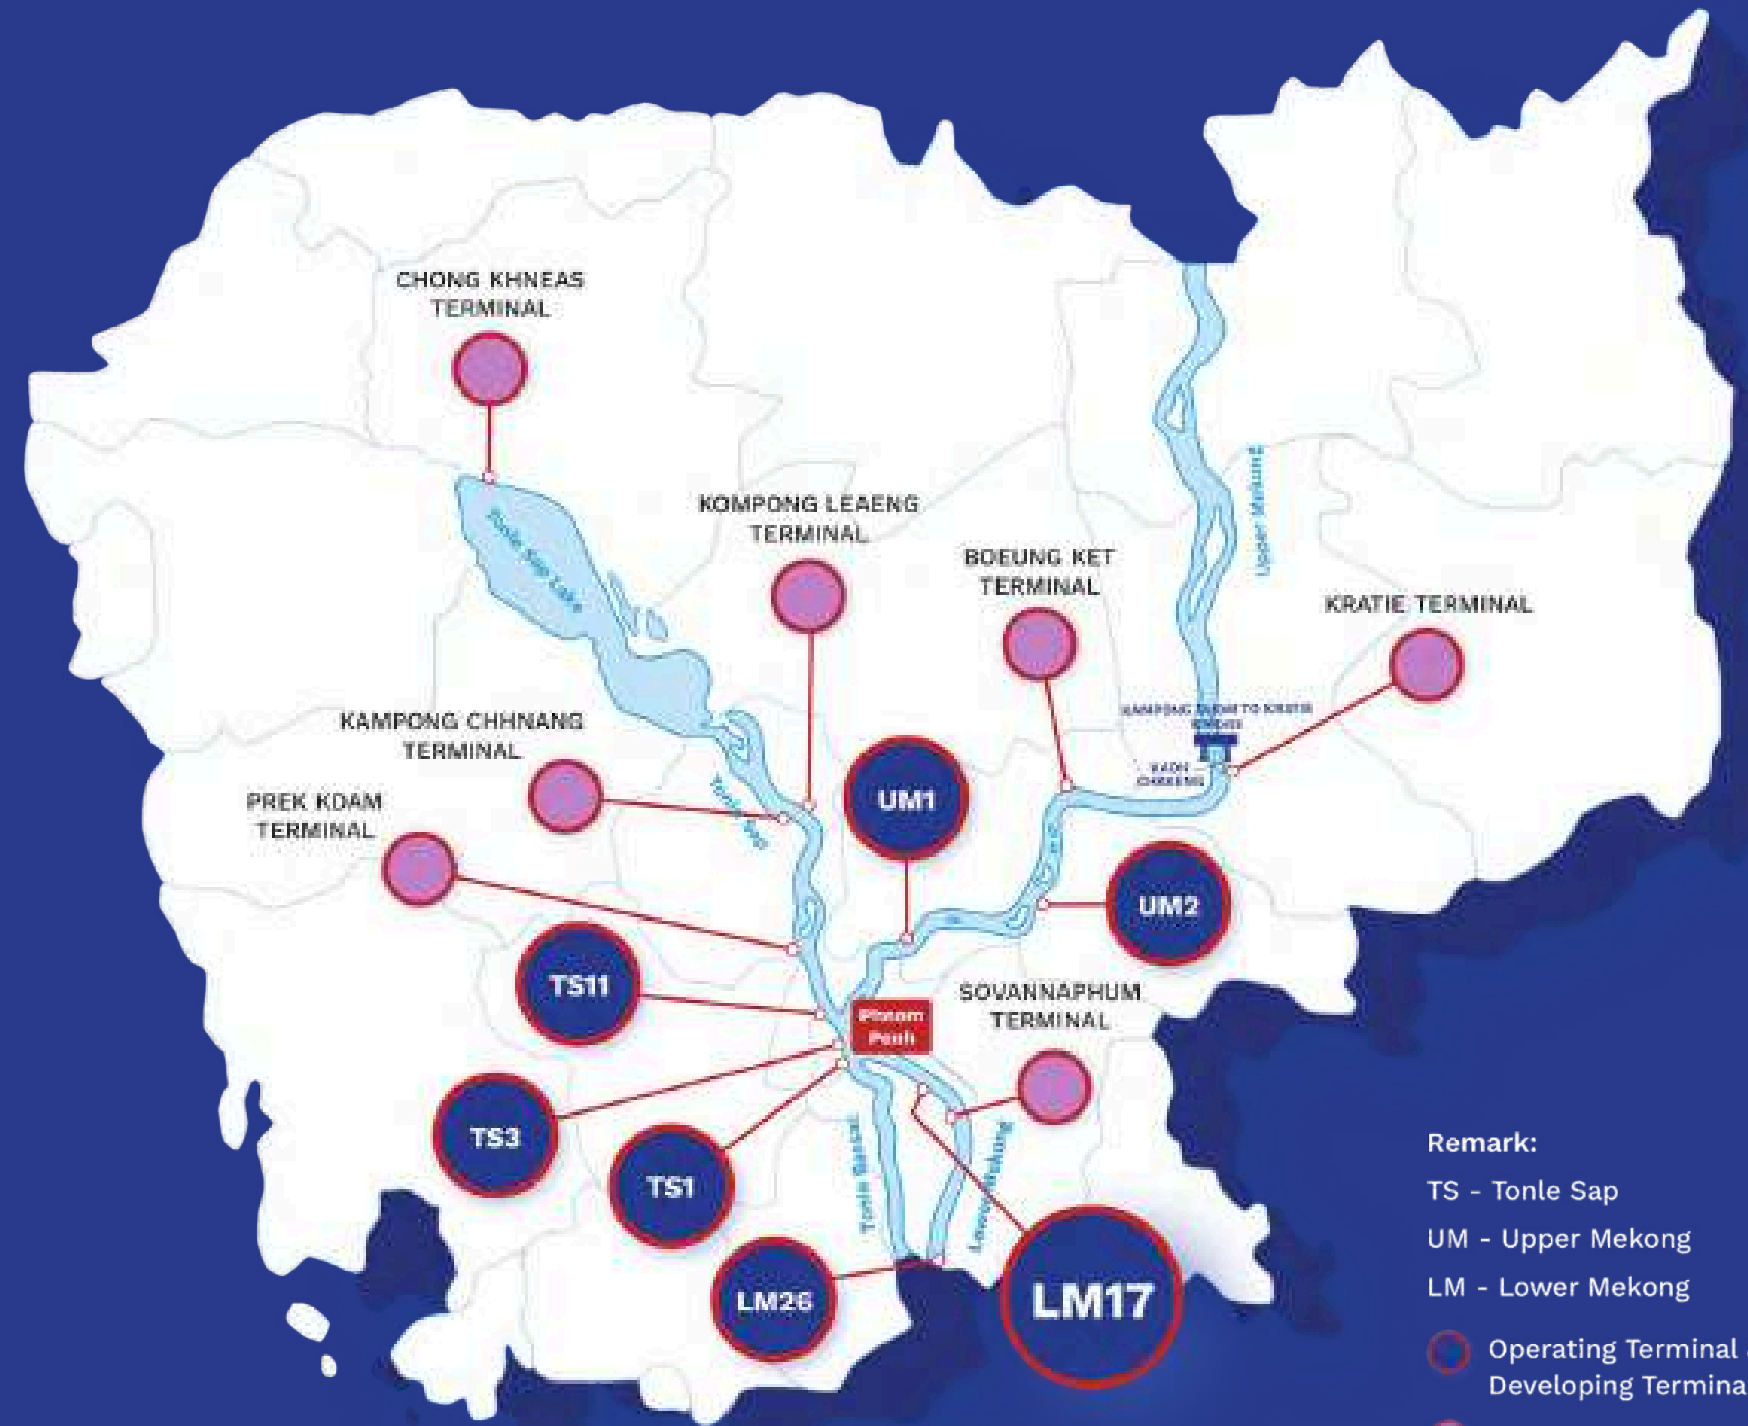 CHONG KHNEAS
TERMINAL
Tonle Sap Lake
KOMPONG LEAENG
TERMINAL
BOEUNG KET
TERMINAL
Upper Mekong
KRATIE TERMINAL
KAMPONG CHHNANG
TERMINAL
PREK KDAM
TERMINAL
Tonle Sap
UM1
UM2
TS11
Phnom
Penh
SOVANNAPHUM
TERMINAL
TS3
TS1
Tonle Bassac
Lower Mekong
LM26
LM17
Remark:
TS - Tonle Sap
UM - Upper Mekong
LM - Lower Mekong
Operating Terminal
Developing Termina